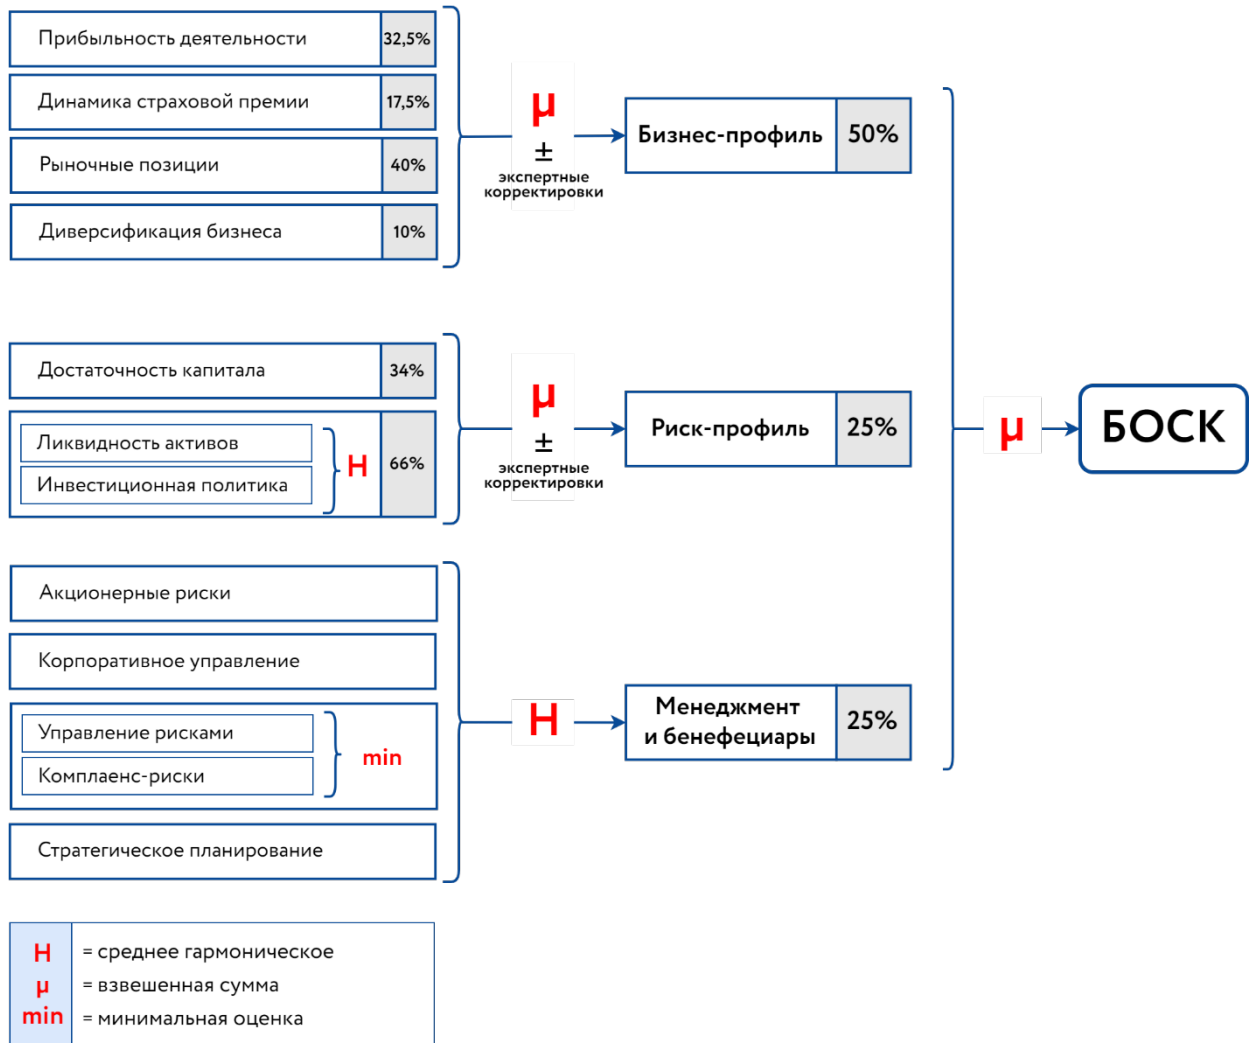 Прибыльность деятельности 32,5%
Динамика страховой премии 17,5%
Рыночные позиции 40%
Диверсификация бизнеса 10%
μ
±
экспертные
корректировки
Бизнес-профиль 50%
Достаточность капитала 34%
Ликвидность активов
Инвестиционная политика
H
66%
μ
±
экспертные
корректировки
Риск-профиль 25%
Акционерные риски
Корпоративное управление
Управление рисками
Комплаенс-риски
min
Стратегическое планирование
H
Менеджмент
и бенефециары
25%
μ
БОСК
H = среднее гармоническое
μ = взвешенная сумма
min = минимальная оценка